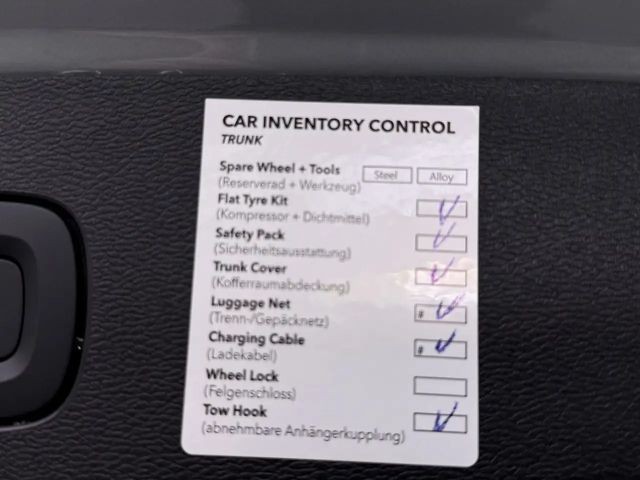 CAR INVENTORY CONTROL
TRUNK
Spare Wheel + Tools Steel Alloy
(Reserverad + Werkzeug)
Flat Tyre Kit
(Kompressor + Dichtmittel)
Safety Pack
(Sicherheitsausstattung)
Trunk Cover
(Kofferraumabdeckung)
Luggage Net #
(Trenn-/Gepäcknetz)
Charging Cable #
(Ladekabel)
Wheel Lock
(Felgenschloss)
Tow Hook
(abnehmbare Anhängerkupplung)